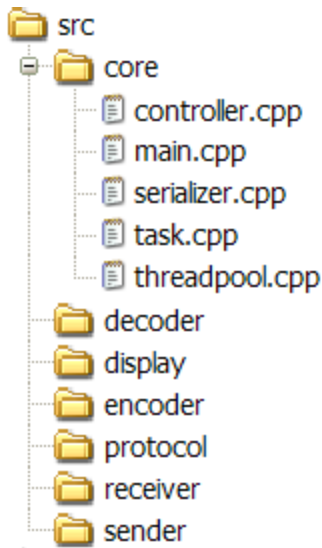 src
core
controller.cpp
main.cpp
serializer.cpp
task.cpp
threadpool.cpp
decoder
display
encoder
protocol
receiver
sender